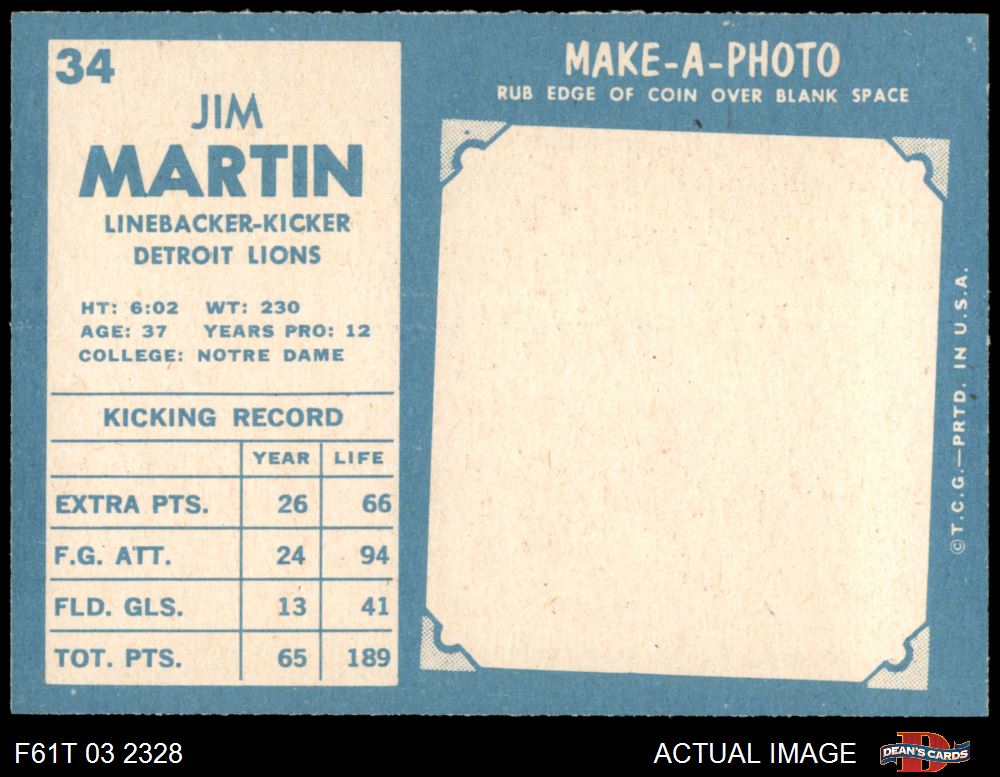 34
JIM
MARTIN
LINEBACKER-KICKER
DETROIT LIONS
HT: 6:02 WT: 230
AGE: 37 YEARS PRO: 12
COLLEGE: NOTRE DAME
KICKING RECORD
YEAR LIFE
EXTRA PTS. 26 66
F.G. ATT. 24 94
FLD. GLS. 13 41
TOT. PTS. 65 189
MAKE-A-PHOTO
RUB EDGE OF COIN OVER BLANK SPACE
©T.C.G.—PRTD. IN U.S.A.
F61T 03 2328
ACTUAL IMAGE
DEAN'S CARDS